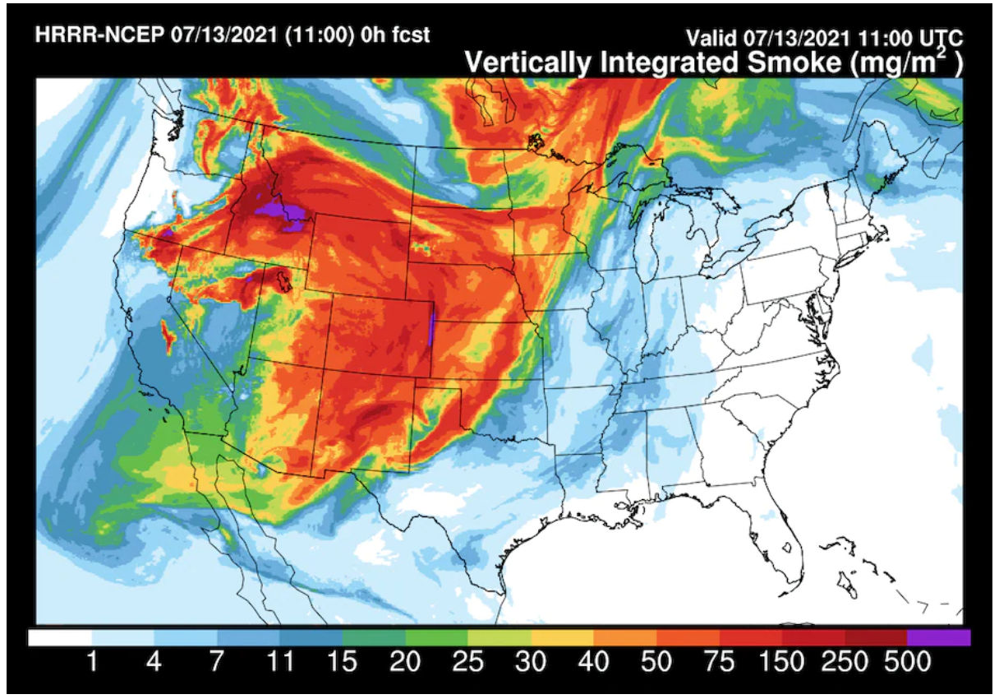 HRRR-NCEP 07/13/2021 (11:00) 0h fcst
Valid 07/13/2021 11:00 UTC
Vertically Integrated Smoke (mg/m² )
1 4 7 11 15 20 25 30 40 50 75 150 250 500